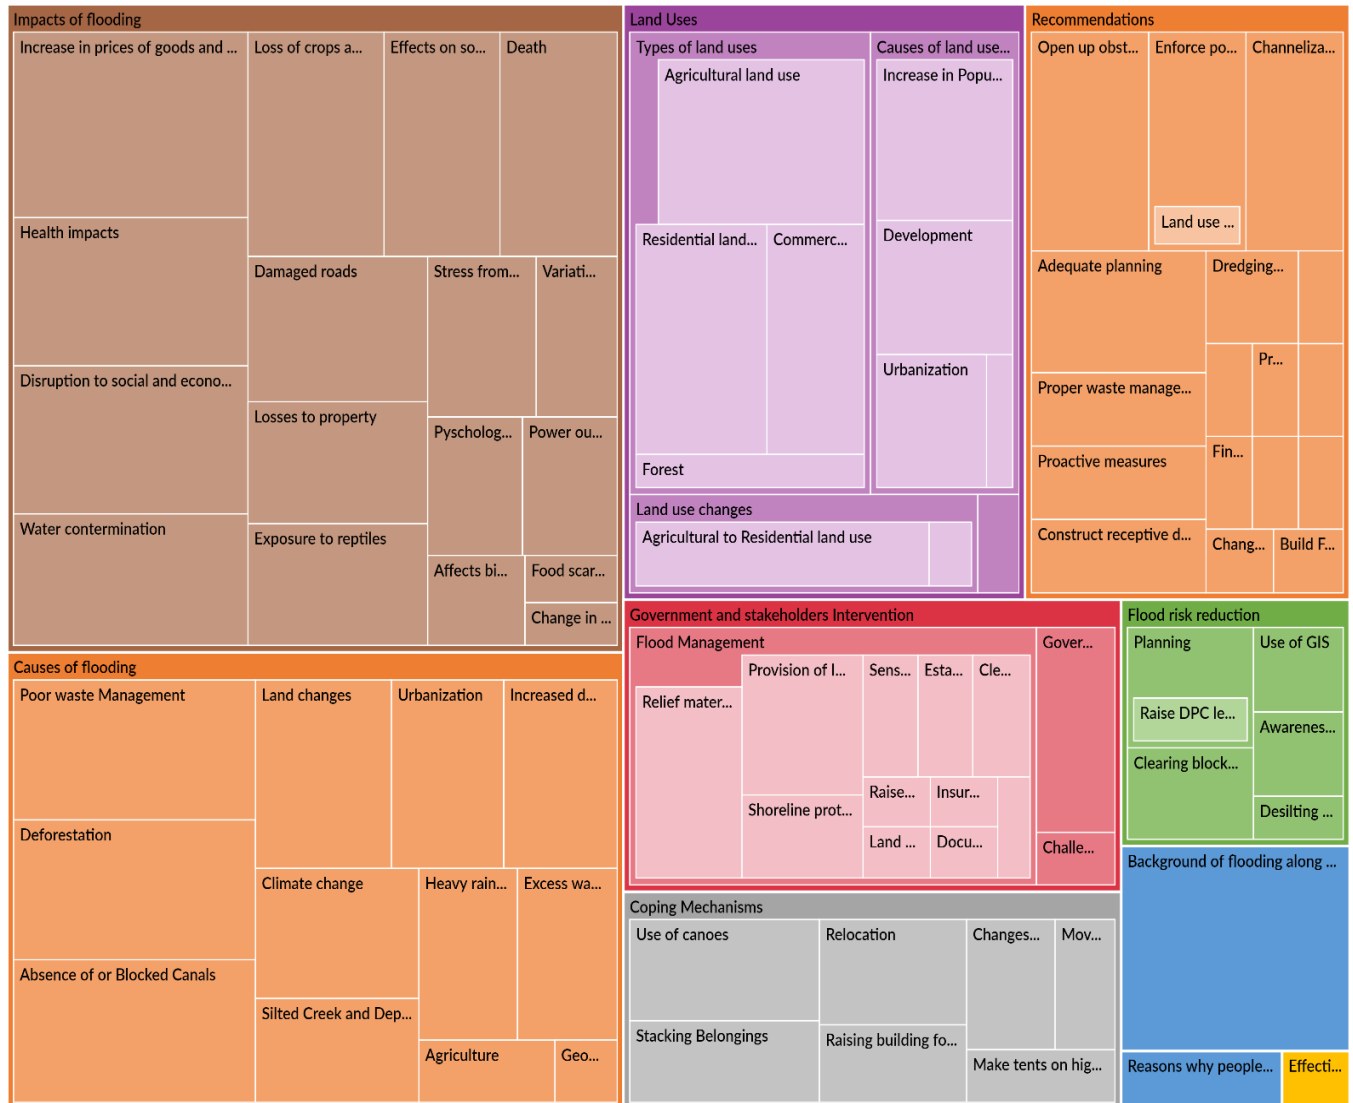 Impacts of flooding
Increase in prices of goods and ...
Loss of crops a...
Effects on so...
Death
Health impacts
Disruption to social and econo...
Water contermination
Damaged roads
Losses to property
Exposure to reptiles
Stress from...
Variati...
Pyscholog...
Power ou...
Affects bi...
Food scar...
Change in ...
Causes of flooding
Poor waste Management
Deforestation
Absence of or Blocked Canals
Land changes
Urbanization
Increased d...
Climate change
Silted Creek and Dep...
Heavy rain...
Excess wa...
Agriculture
Geo...
Land Uses
Types of land uses
Agricultural land use
Residential land...
Commerc...
Forest
Causes of land use...
Increase in Popu...
Development
Urbanization
Land use changes
Agricultural to Residential land use
Government and stakeholders Intervention
Flood Management
Relief mater...
Provision of I...
Shoreline prot...
Sens...
Esta...
Cle...
Raise...
Insur...
Land ...
Docu...
Gover...
Challe...
Coping Mechanisms
Use of canoes
Stacking Belongings
Relocation
Raising building fo...
Changes...
Mov...
Make tents on hig...
Recommendations
Open up obst...
Enforce po...
Land use ...
Channeliza...
Adequate planning
Proper waste manage...
Proactive measures
Construct receptive d...
Dredging...
Pr...
Fin...
Chang...
Build F...
Flood risk reduction
Planning
Raise DPC le...
Clearing block...
Use of GIS
Awarenes...
Desilting ...
Background of flooding along ...
Reasons why people...
Effecti...